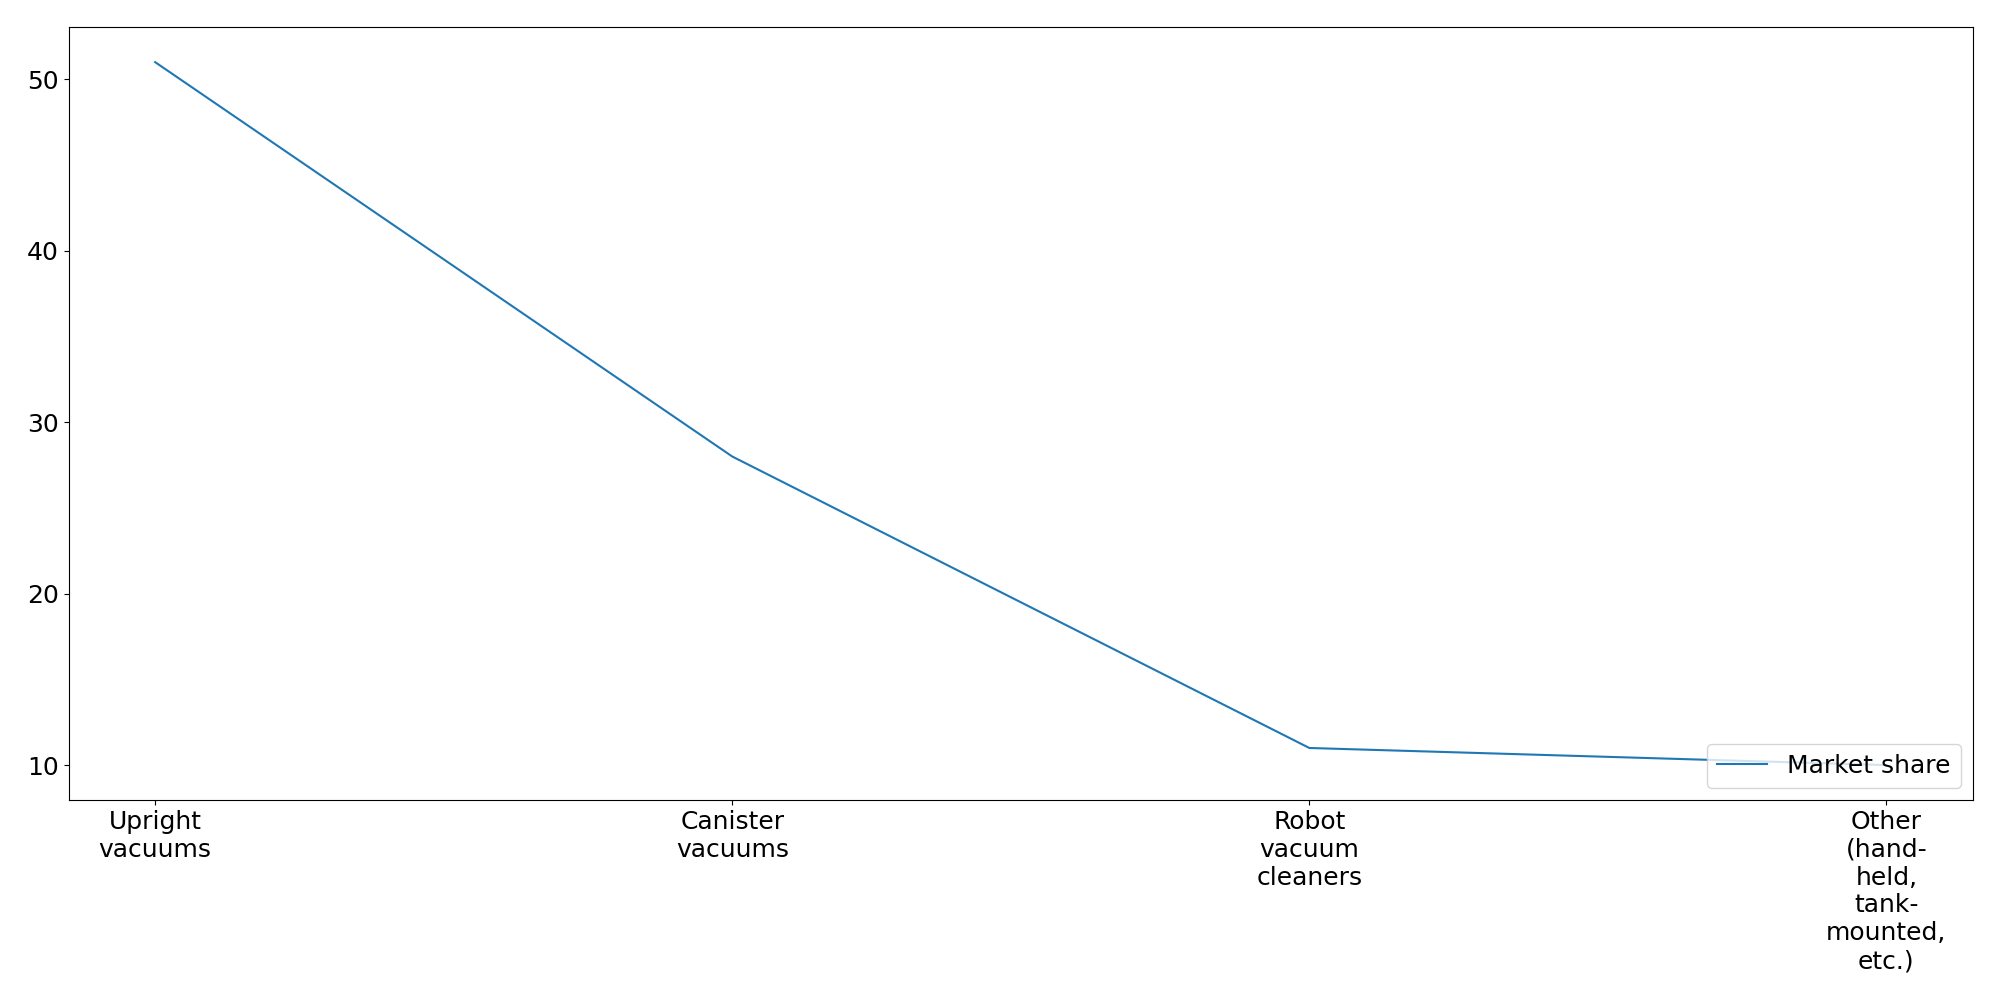 50
40
30
20
10
Market share
Upright
vacuums
Canister
vacuums
Robot
vacuum
cleaners
Other
(hand-
held,
tank-
mounted,
etc.)